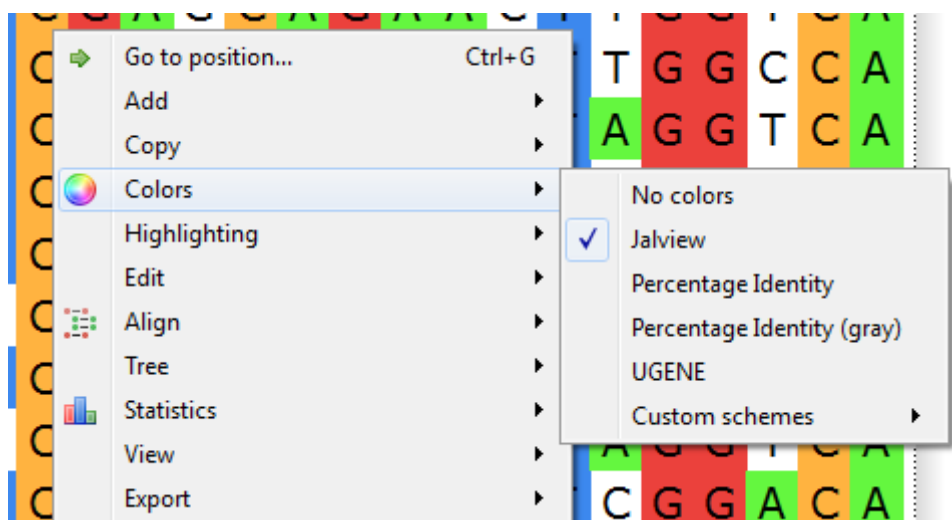 Go to position... Ctrl+G
Add
Copy
Colors
Highlighting
Edit
Align
Tree
Statistics
View
Export
No colors
Jalview
Percentage Identity
Percentage Identity (gray)
UGENE
Custom schemes
C T G G C C A
C A G G T C A
C
C
C
C
C
C C G G A C A